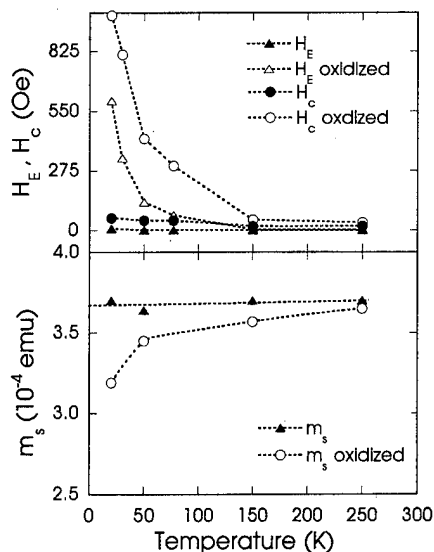 825
550
275
0
H_E, H_c (Oe)
H_E
H_E oxidized
H_c
H_c oxdized
4.0
3.5
3.0
2.5
m_s (10^-4 emu)
m_s
m_s oxidized
0 50 100 150 200 250 300
Temperature (K)